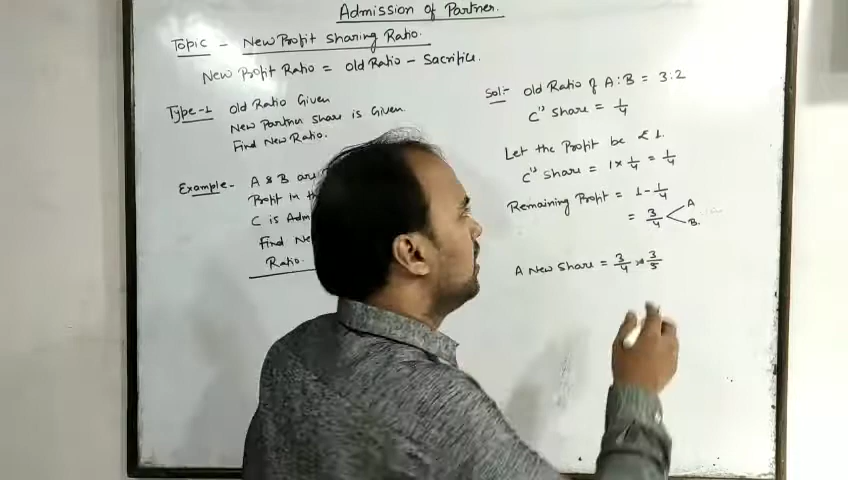 Admission of Partner.
Topic - New Profit Sharing Ratio.
New Profit Ratio = Old Ratio - Sacrifice.
Type-1 Old Ratio Given
New Partner Share is Given
Find New Ratio.
Example- A & B are
Profit In th
C is Adm
Find Ne
Ratio.
Sol:- Old Ratio of A:B = 3:2
C's share = 1/4
Let the Profit be ₹ 1.
C's share = 1 × 1/4 = 1/4
Remaining Profit = 1 - 1/4
= 3/4 < A
B.
A New Share = 3/4 × 3/5